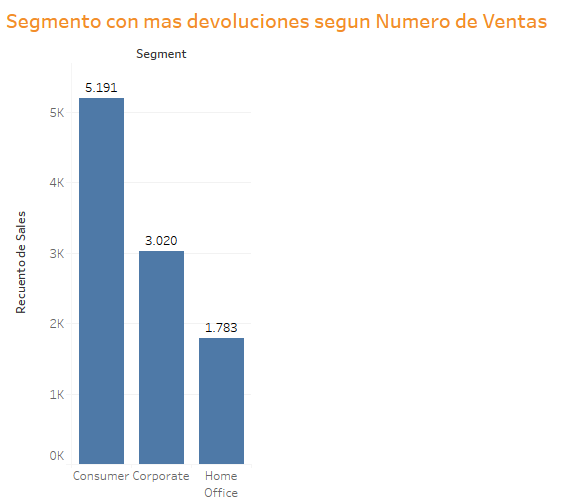 Segmento con mas devoluciones segun Numero de Ventas
Segment
Recuento de Sales
5K
4K
3K
2K
1K
0K
5.191
3.020
1.783
Consumer Corporate Home
Office